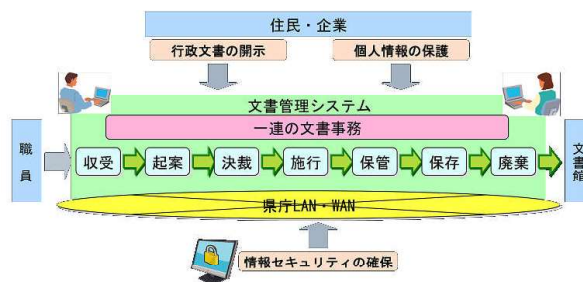 住民・企業
行政文書の開示
個人情報の保護
文書管理システム
一連の文書事務
職員
収受
起案
決裁
施行
保管
保存
廃棄
文書館
県庁LAN・WAN
情報セキュリティの確保